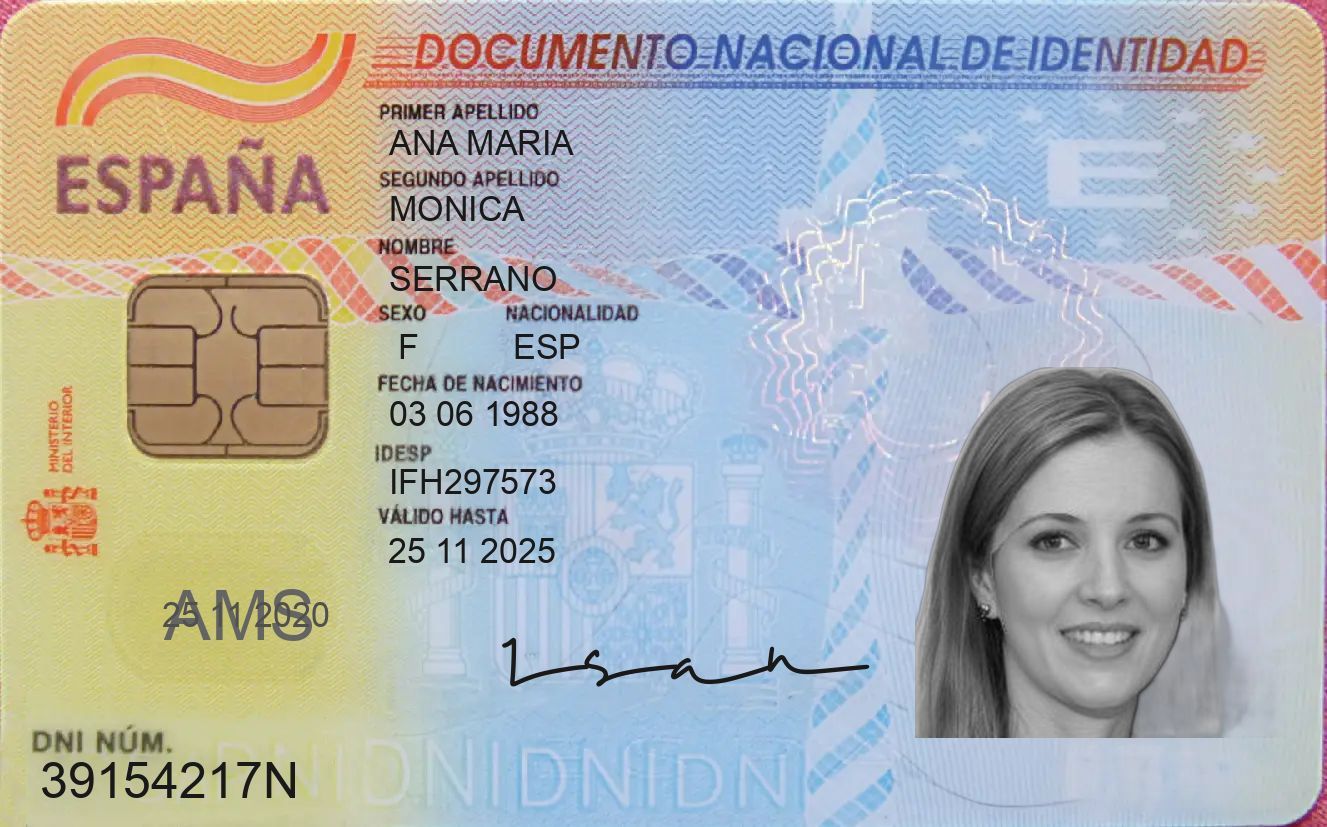 DOCUMENTO NACIONAL DE IDENTIDAD
ESPAÑA
PRIMER APELLIDO
ANA MARIA
SEGUNDO APELLIDO
MONICA
NOMBRE
SERRANO
SEXO NACIONALIDAD
F ESP
FECHA DE NACIMIENTO
03 06 1988
IDESP
IFH297573
VÁLIDO HASTA
25 11 2025
MINISTERIO
DEL INTERIOR
E
25 11 2020
AMS
DNI NÚM.
39154217N
DNIDNIDNIDNI